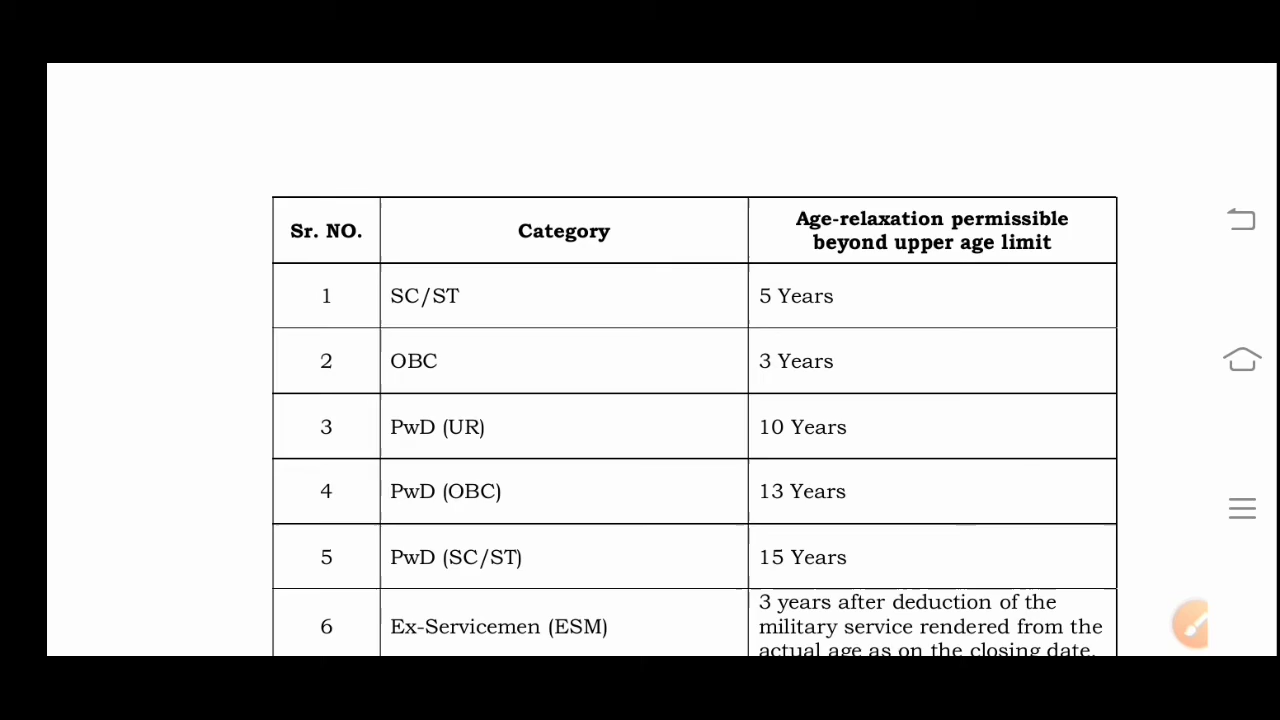 Sr. NO. Category Age-relaxation permissible beyond upper age limit
1 SC/ST 5 Years
2 OBC 3 Years
3 PwD (UR) 10 Years
4 PwD (OBC) 13 Years
5 PwD (SC/ST) 15 Years
6 Ex-Servicemen (ESM) 3 years after deduction of the
military service rendered from the
actual age as on the closing date.